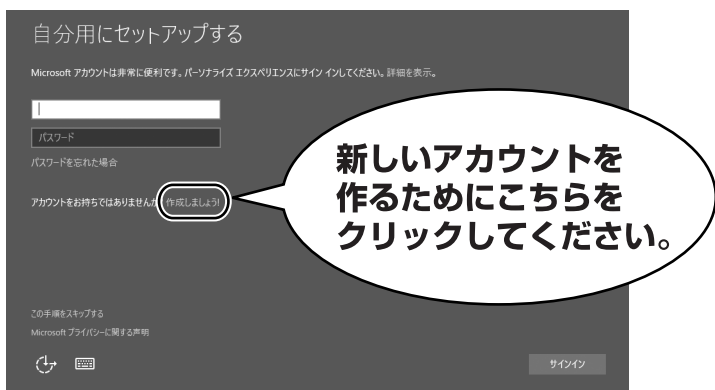 自分用にセットアップする
Microsoft アカウントは非常に便利です。パーソナライズ エクスペリエンスにサイン インしてください。詳細を表示。
パスワード
パスワードを忘れた場合
アカウントをお持ちではありませんか 作成しましょう!
新しいアカウントを
作るためにこちらを
クリックしてください。
この手順をスキップする
Microsoft プライバシーに関する声明
サインイン